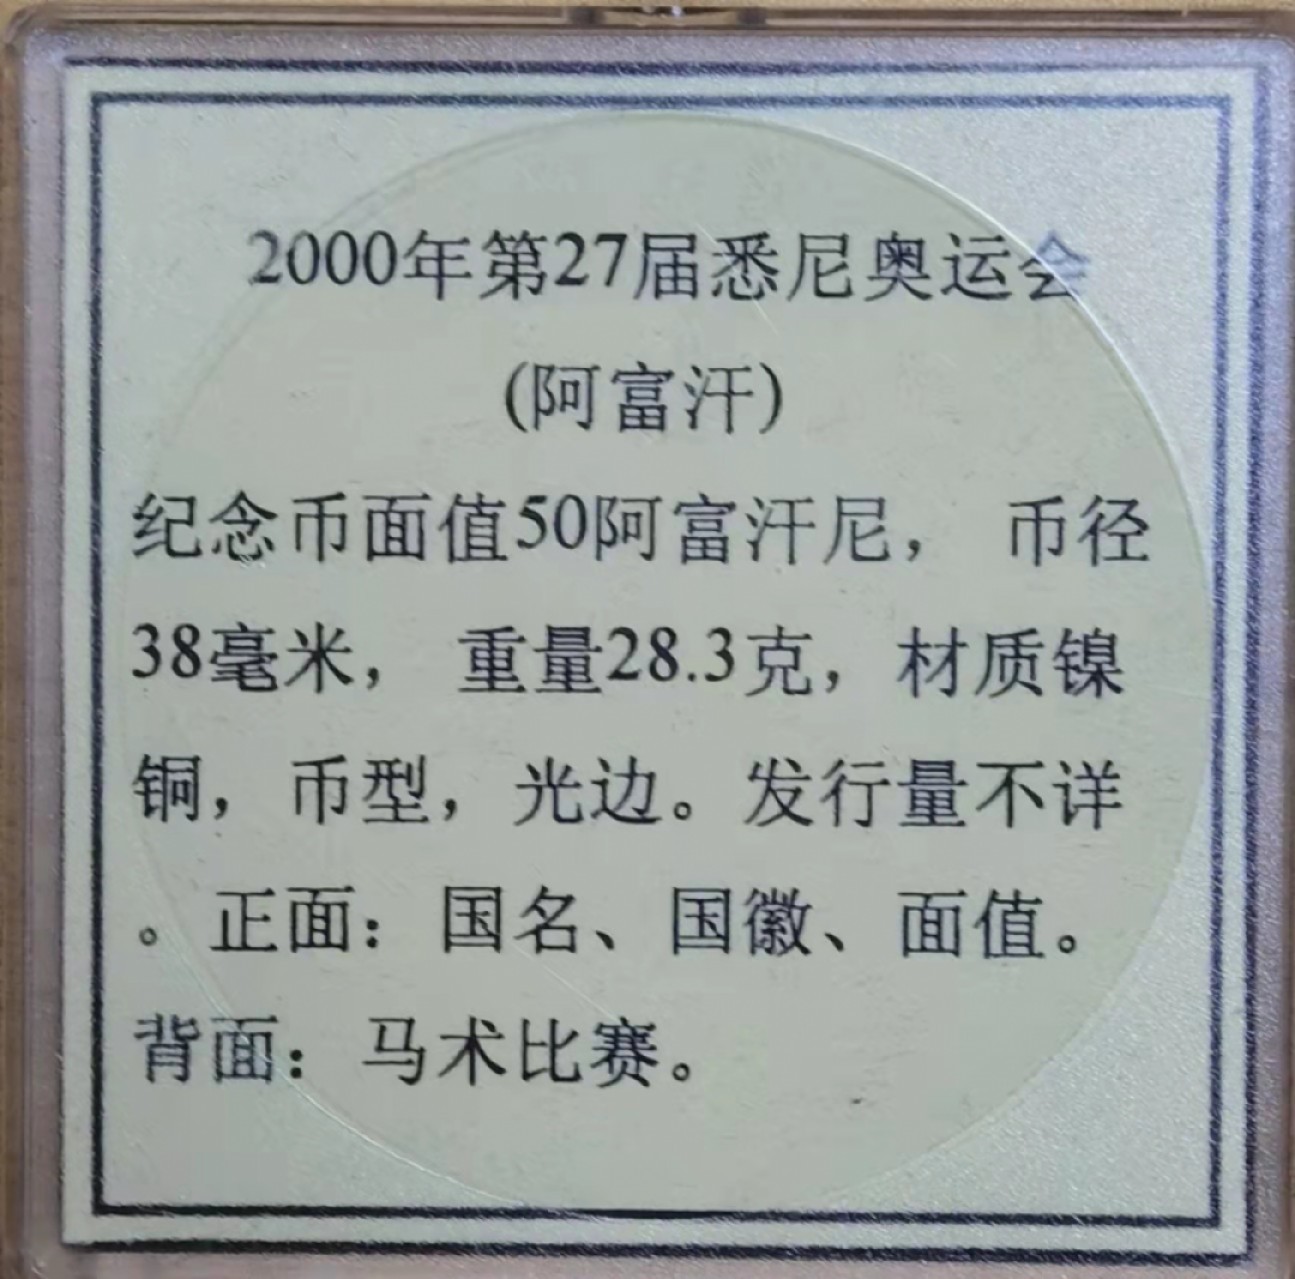 2000年第27届悉尼奥运会
(阿富汗)
纪念币面值50阿富汗尼， 币径
38毫米， 重量28.3克，材质镍
铜，币型，光边。发行量不详
。正面：国名、国徽、面值。
背面：马术比赛。